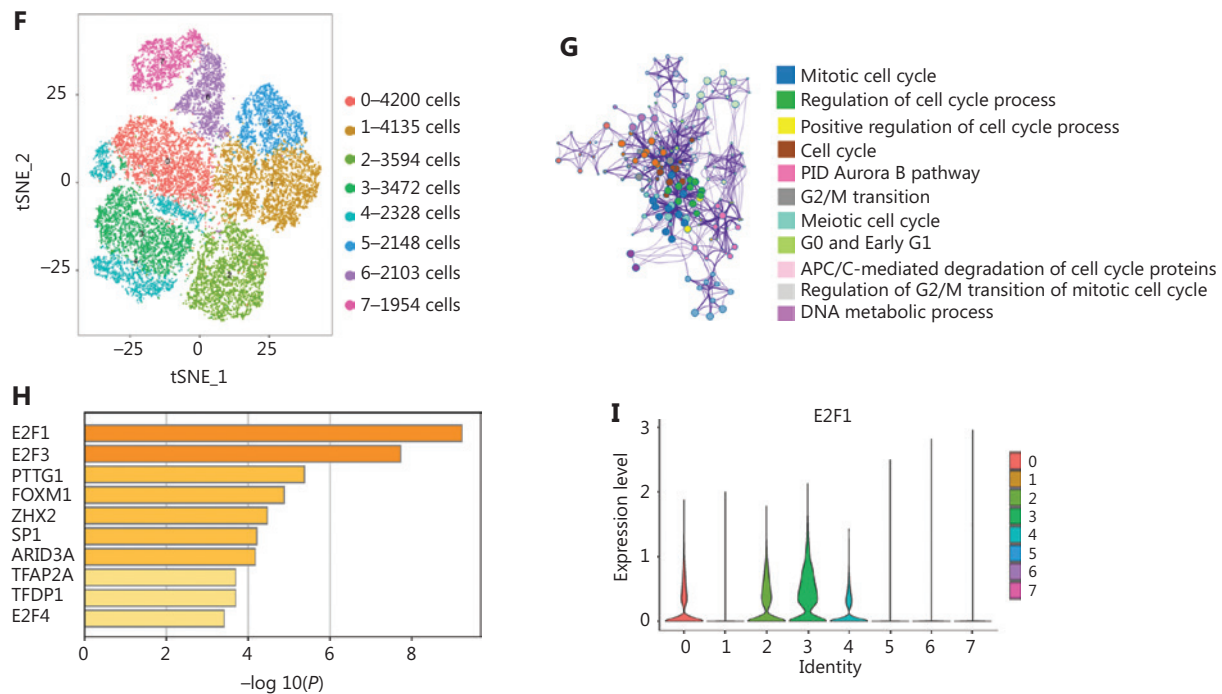 F
25
0
−25
tSNE_2
−25
0
25
tSNE_1
0–4200 cells
1–4135 cells
2–3594 cells
3–3472 cells
4–2328 cells
5–2148 cells
6–2103 cells
7–1954 cells
G
Mitotic cell cycle
Regulation of cell cycle process
Positive regulation of cell cycle process
Cell cycle
PID Aurora B pathway
G2/M transition
Meiotic cell cycle
G0 and Early G1
APC/C-mediated degradation of cell cycle proteins
Regulation of G2/M transition of mitotic cell cycle
DNA metabolic process
H
E2F1
E2F3
PTTG1
FOXM1
ZHX2
SP1
ARID3A
TFAP2A
TFDP1
E2F4
0 2 4 6 8
−log 10(P)
I
E2F1
3
2
1
0
Expression level
0 1 2 3 4 5 6 7
Identity
0
1
2
3
4
5
6
7